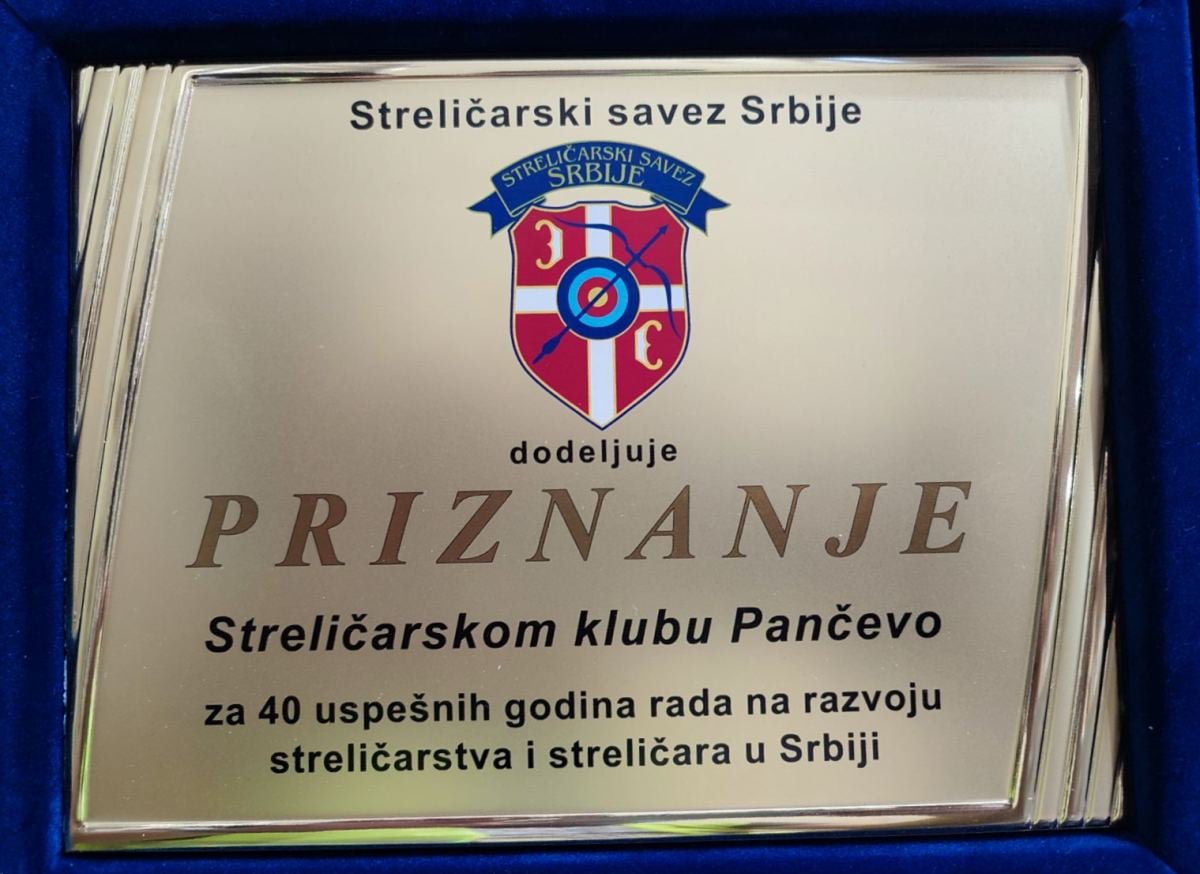 Streličarski savez Srbije
STRELIČARSKI SAVEZ
SRBIJE
dodeljuje
PRIZNANJE
Streličarskom klubu Pančevo
za 40 uspešnih godina rada na razvoju
streličarstva i streličara u Srbiji